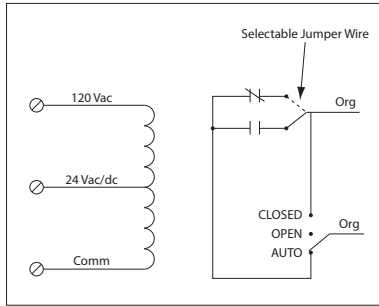 Selectable Jumper Wire
120 Vac
Org
24 Vac/dc
CLOSED
Org
OPEN
AUTO
Comm